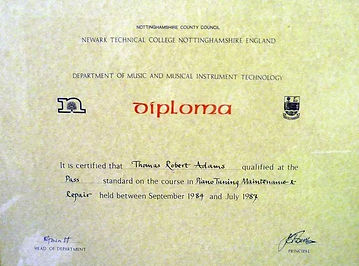 NOTTINGHAMSHIRE COUNTY COUNCIL
NEWARK TECHNICAL COLLEGE NOTTINGHAMSHIRE ENGLAND
DEPARTMENT OF MUSIC AND MUSICAL INSTRUMENT TECHNOLOGY
n
diploma
It is certified that Thomas Robert Adams qualified at the
Pass standard on the course in Piano Tuning Maintenance &
Repair held between September 1984 and July 1987
HEAD OF DEPARTMENT
PRINCIPAL